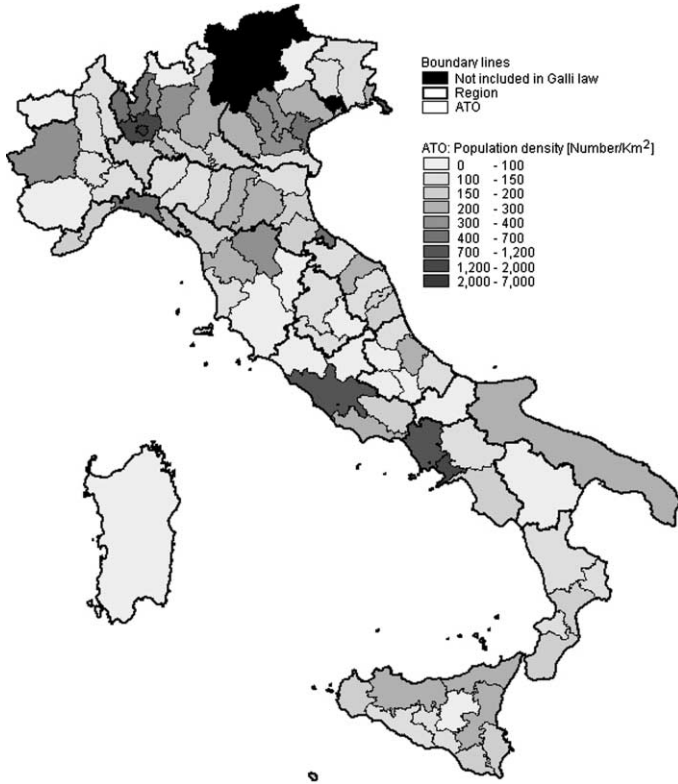 Boundary lines
Not included in Galli law
Region
ATO
ATO: Population density [Number/Km²]
0 - 100
100 - 150
150 - 200
200 - 300
300 - 400
400 - 700
700 - 1,200
1,200 - 2,000
2,000 - 7,000